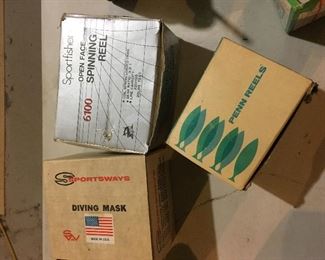 Sportfisher
OPEN FACE
SPINNING
REEL
6100
PENN REELS
SPORTSWAYS
DIVING MASK
MADE IN U.S.A.